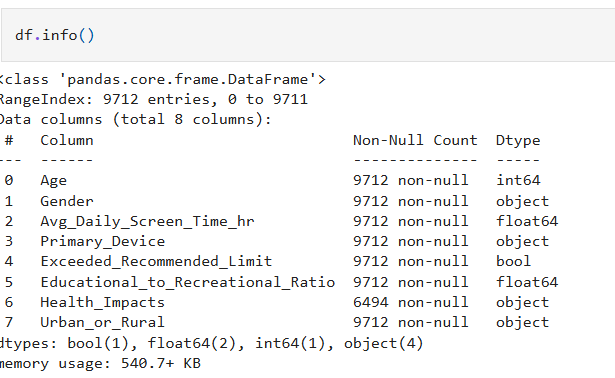 df.info()
<class 'pandas.core.frame.DataFrame'>
RangeIndex: 9712 entries, 0 to 9711
Data columns (total 8 columns):
 #   Column                             Non-Null Count  Dtype
---  ------                             --------------  -----
 0   Age                                9712 non-null   int64
 1   Gender                             9712 non-null   object
 2   Avg_Daily_Screen_Time_hr           9712 non-null   float64
 3   Primary_Device                     9712 non-null   object
 4   Exceeded_Recommended_Limit         9712 non-null   bool
 5   Educational_to_Recreational_Ratio  9712 non-null   float64
 6   Health_Impacts                     6494 non-null   object
 7   Urban_or_Rural                     9712 non-null   object
dtypes: bool(1), float64(2), int64(1), object(4)
memory usage: 540.7+ KB